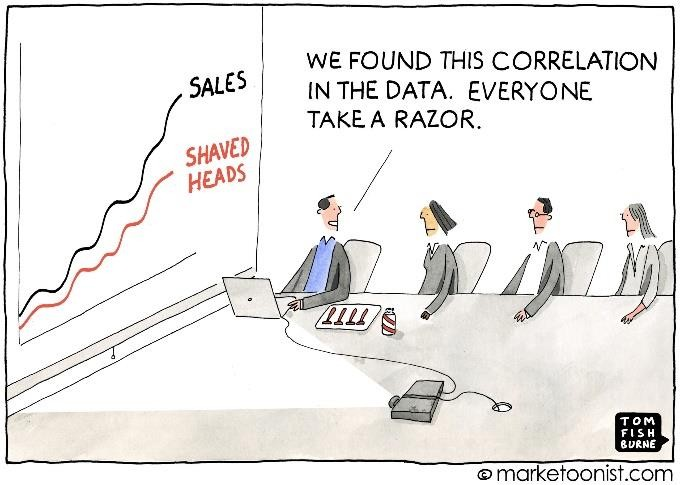 SALES
SHAVED
HEADS
WE FOUND THIS CORRELATION
IN THE DATA. EVERYONE
TAKE A RAZOR.
TOM
FISH
BURNE
© marketoonist.com